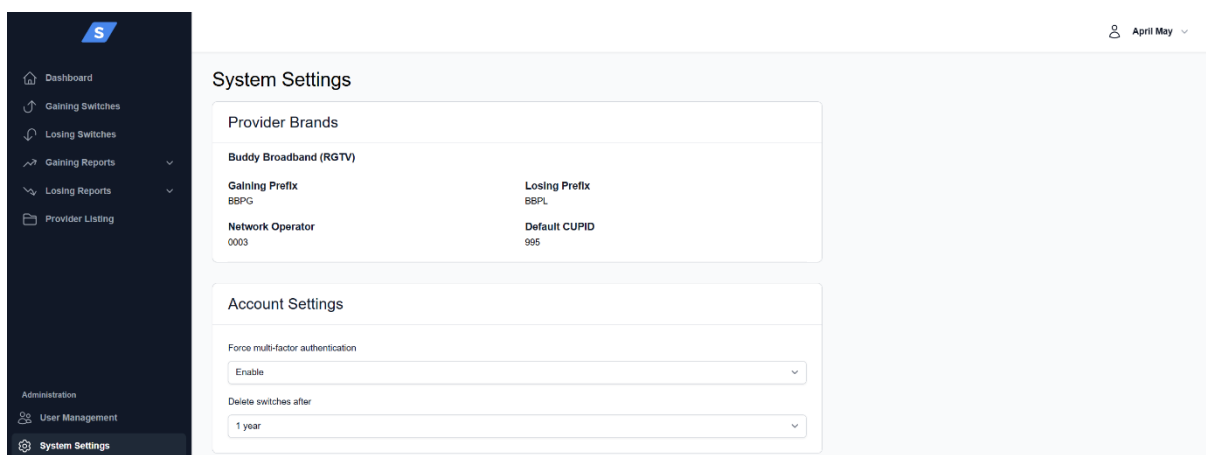 S
April May
Dashboard
Gaining Switches
Losing Switches
Gaining Reports
Losing Reports
Provider Listing
Administration
User Management
System Settings
System Settings
Provider Brands
Buddy Broadband (RGTV)
Gaining Prefix
BBPG
Losing Prefix
BBPL
Network Operator
0003
Default CUPID
995
Account Settings
Force multi-factor authentication
Enable
Delete switches after
1 year